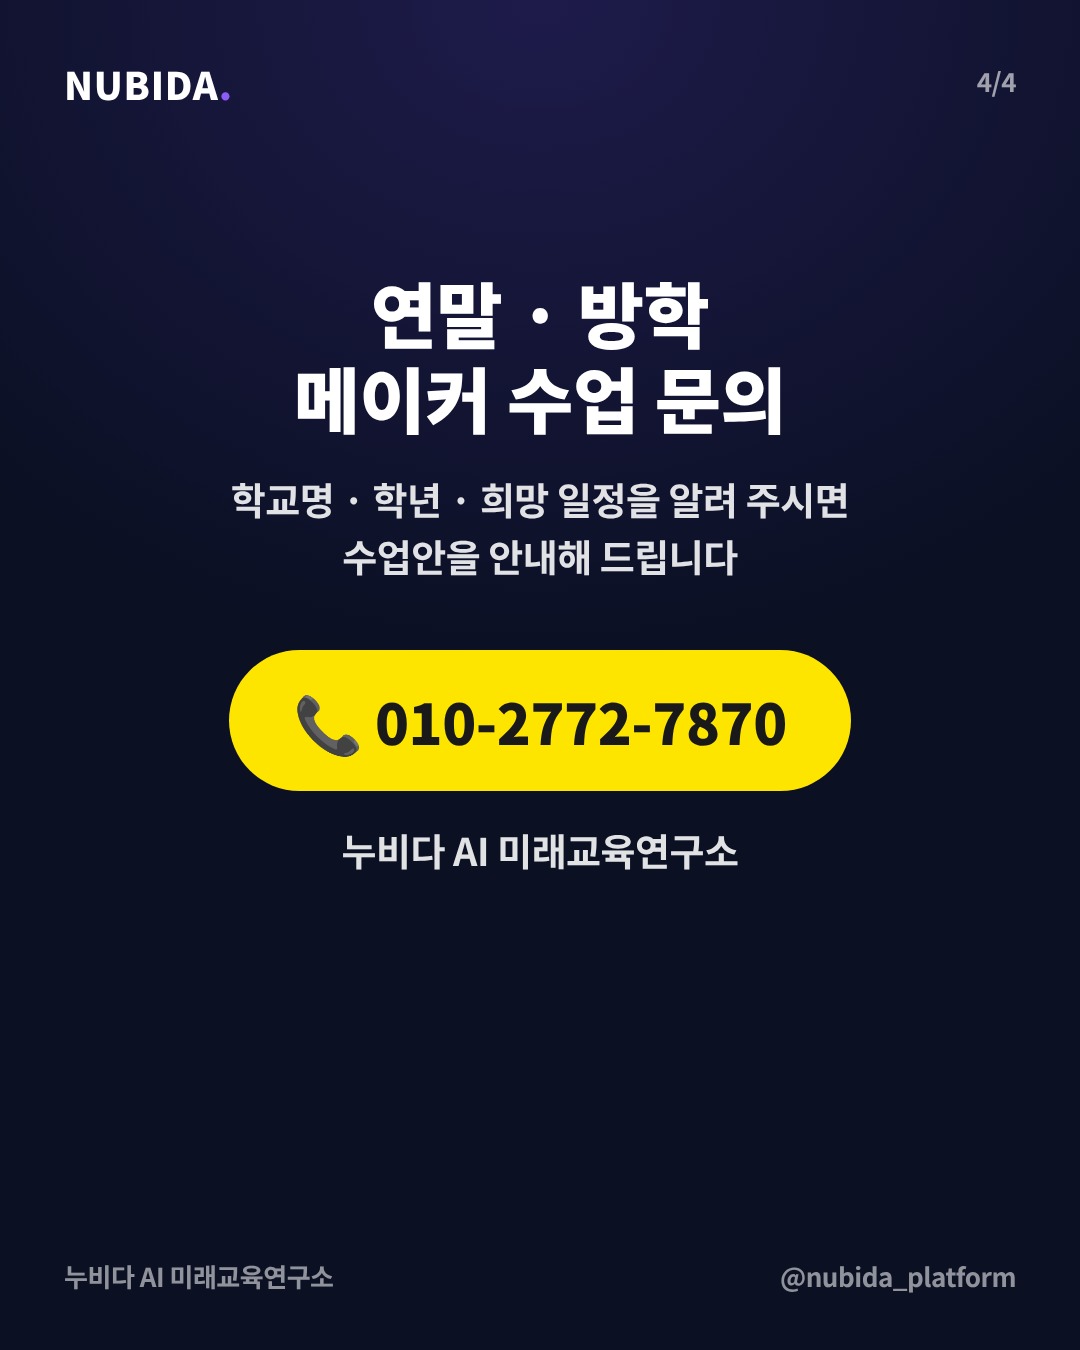 NUBIDA.
4/4
연말 · 방학
메이커 수업 문의
학교명 · 학년 · 희망 일정을 알려 주시면
수업안을 안내해 드립니다
📞 010-2772-7870
누비다 AI 미래교육연구소
누비다 AI 미래교육연구소
@nubida_platform